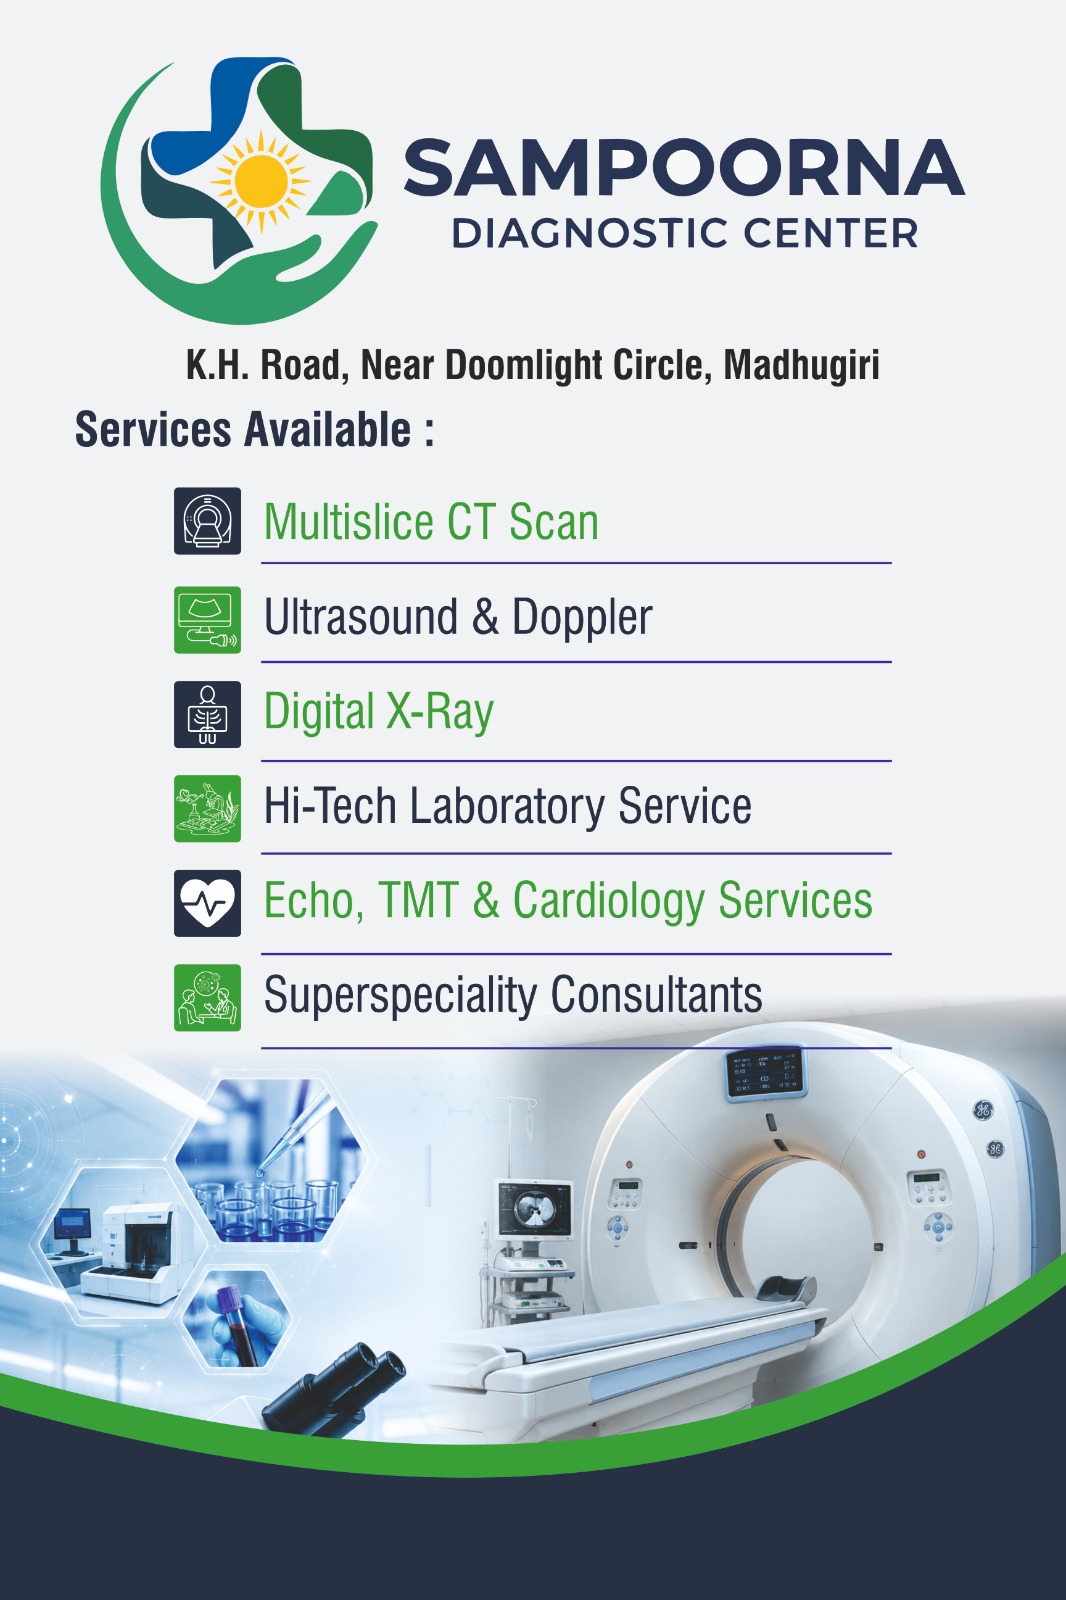 SAMPOORNA
DIAGNOSTIC CENTER
K.H. Road, Near Doomlight Circle, Madhugiri
Services Available :
Multislice CT Scan
Ultrasound & Doppler
Digital X-Ray
Hi-Tech Laboratory Service
Echo, TMT & Cardiology Services
Superspeciality Consultants